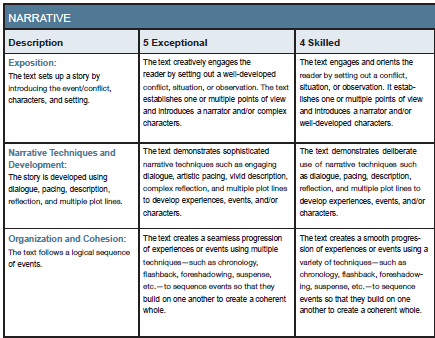 NARRATIVE
Description
5 Exceptional
4 Skilled
Exposition:
The text sets up a story by
introducing the event/conflict,
characters, and setting.
The text creatively engages the
reader by setting out a well-developed
conflict, situation, or observation. The text
establishes one or multiple points of view
and introduces a narrator and/or complex
characters.
The text engages and orients the
reader by setting out a conflict,
situation, or observation. It estab-
lishes one or multiple points of view
and introduces a narrator and/or
well-developed characters.
Narrative Techniques and
Development:
The story is developed using
dialogue, pacing, description,
reflection, and multiple plot lines.
The text demonstrates sophisticated
narrative techniques such as engaging
dialogue, artistic pacing, vivid description,
complex reflection, and multiple plot lines
to develop experiences, events, and/or
characters.
The text demonstrates deliberate
use of narrative techniques such
as dialogue, pacing, description,
reflection, and multiple plot lines to
develop experiences, events, and/or
characters.
Organization and Cohesion:
The text follows a logical sequence
of events.
The text creates a seamless progression
of experiences or events using multiple
techniques—such as chronology,
flashback, foreshadowing, suspense,
etc.—to sequence events so that they
build on one another to create a coherent
whole.
The text creates a smooth progres-
sion of experiences or events using a
variety of techniques—such as
chronology, flashback, foreshadow-
ing, suspense, etc.—to sequence
events so that they build on one
another to create a coherent whole.